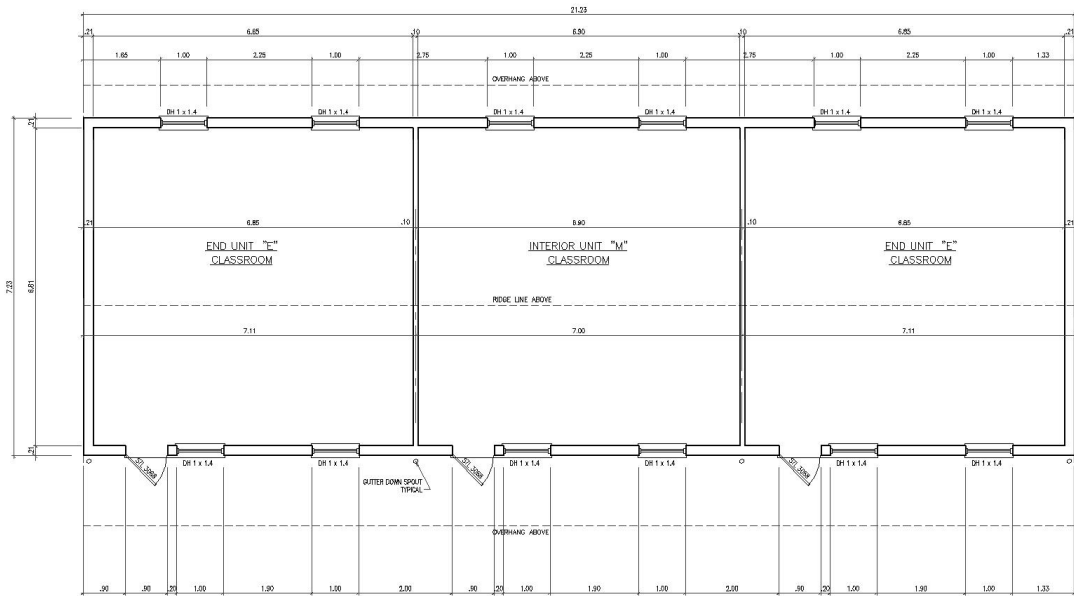 21.23
.21 6.85 .10 6.90 .10 6.85 .21
1.65 1.00 2.25 1.00 2.75 1.00 2.25 1.00 2.75 1.00 2.25 1.00 1.33
OVERHANG ABOVE
DH 1 x 1.4 DH 1 x 1.4 DH 1 x 1.4 DH 1 x 1.4 DH 1 x 1.4 DH 1 x 1.4
.21
.21 6.85 .10 6.90 .10 6.85 .21
END UNIT "E" INTERIOR UNIT "M" END UNIT "E"
CLASSROOM CLASSROOM CLASSROOM
7.23 6.81
RIDGE LINE ABOVE
7.11 7.00 7.11
.21
STL 3068 STL 3068 STL 3068
DH 1 x 1.4 DH 1 x 1.4 DH 1 x 1.4 DH 1 x 1.4 DH 1 x 1.4 DH 1 x 1.4
GUTTER DOWN SPOUT
TYPICAL
OVERHANG ABOVE
.90 .90 .20 1.00 1.90 1.00 2.00 .90 .20 1.00 1.90 1.00 2.00 .90 .20 1.00 1.90 1.00 1.33